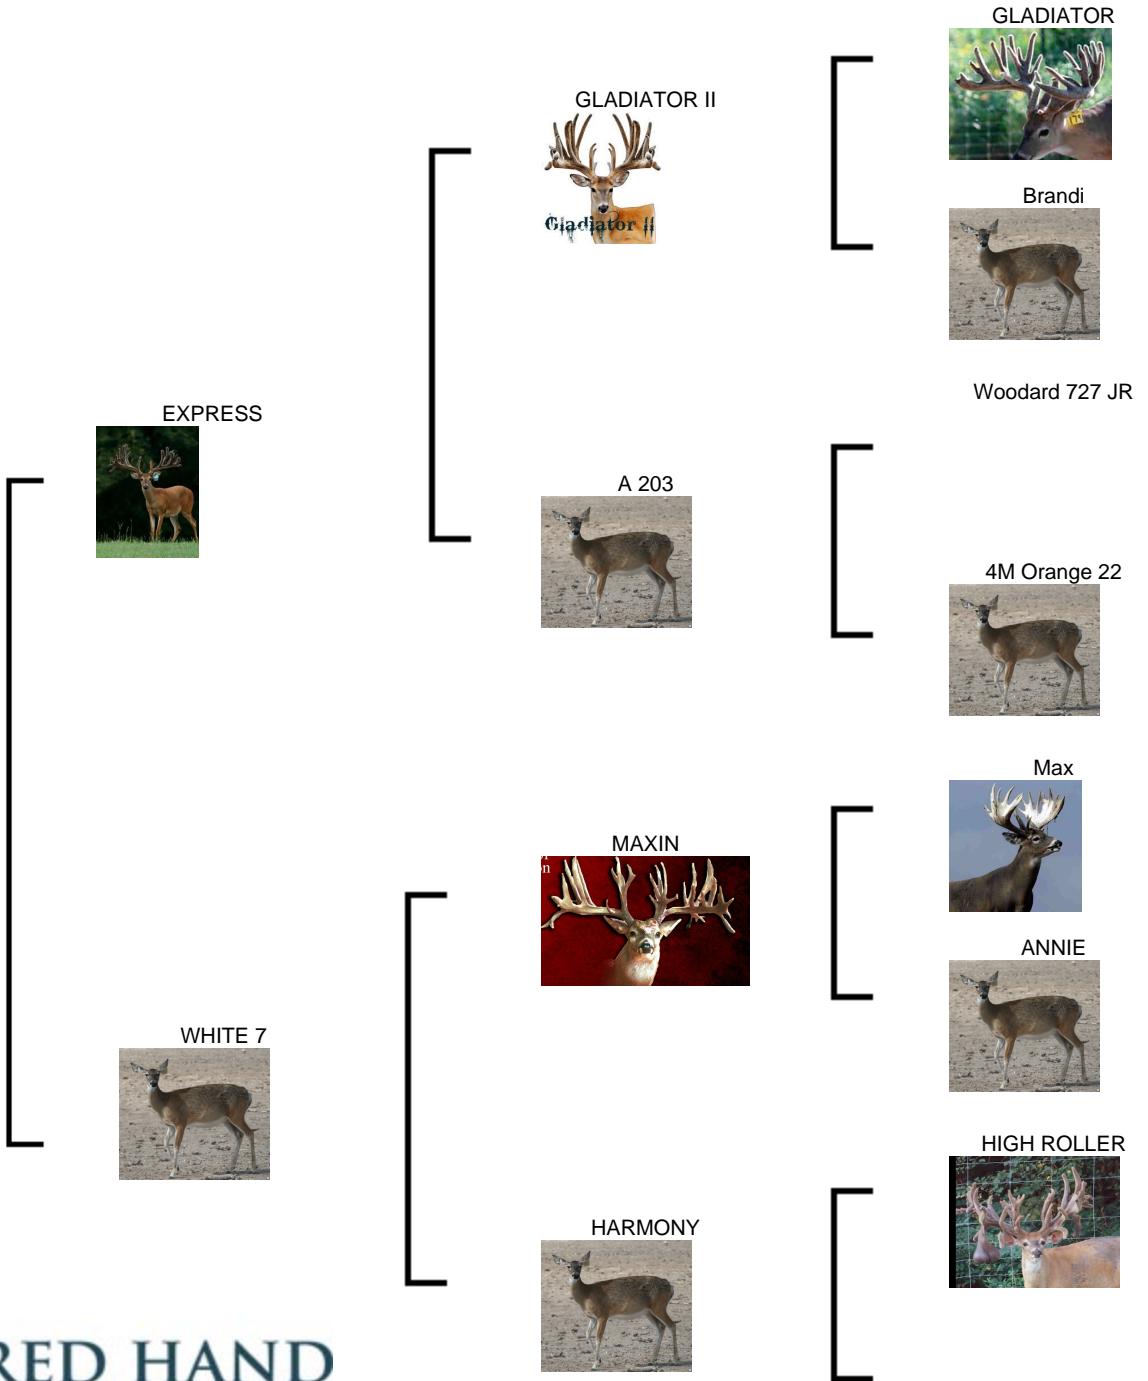 GLADIATOR
GLADIATOR II
Gladiator II
Brandi
Woodard 727 JR
EXPRESS
A 203
4M Orange 22
Max
MAXIN
ANNIE
WHITE 7
HIGH ROLLER
HARMONY
RED HAND